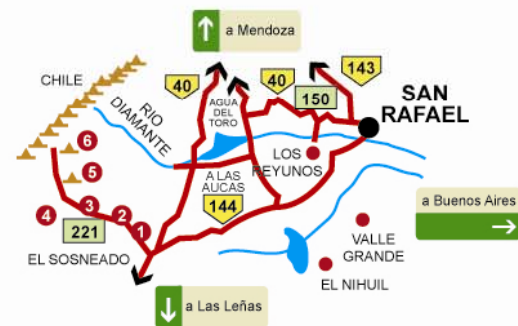 a Mendoza
CHILE
40
AGUA
DEL
TORO
40
143
150
SAN
RAFAEL
RIO
DIAMANTE
6
5
4
3
2
1
221
EL SOSNEADO
A LAS
AUCAS
144
LOS
REYUNOS
a Buenos Aires
VALLE
GRANDE
EL NIHUIL
a Las Leñas